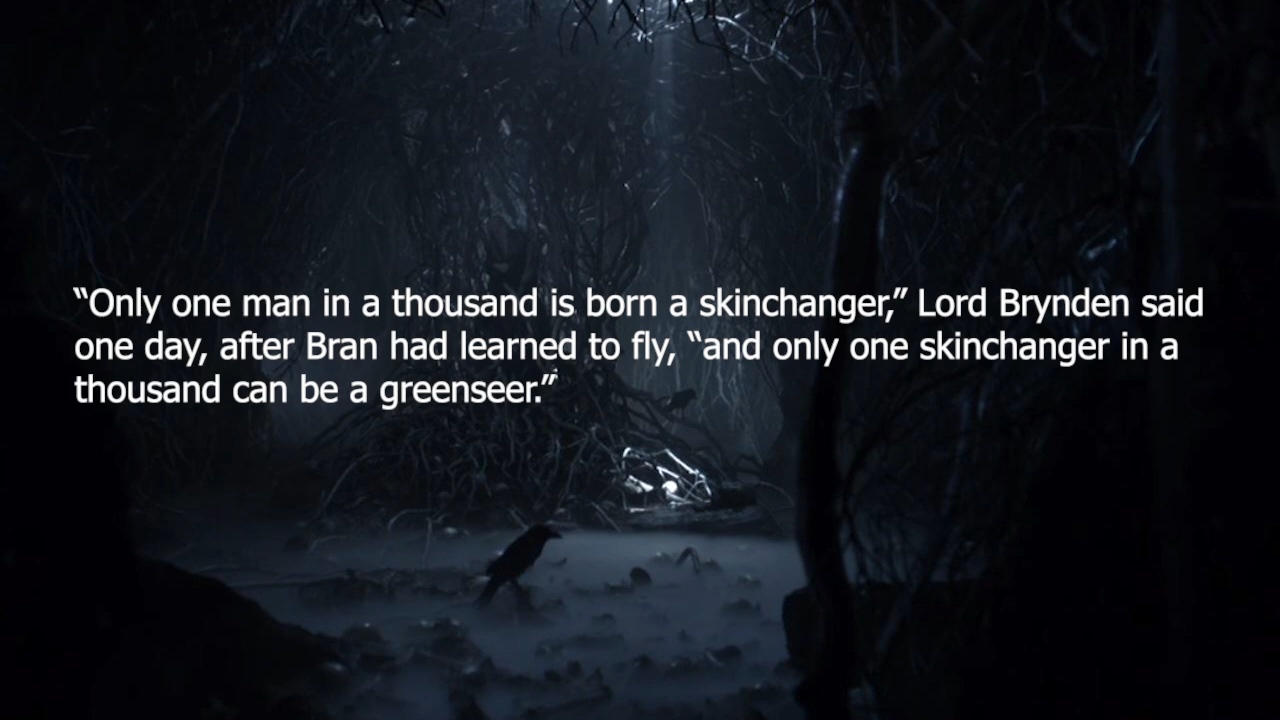 “Only one man in a thousand is born a skinchanger,” Lord Brynden said
one day, after Bran had learned to fly, “and only one skinchanger in a
thousand can be a greenseer.”